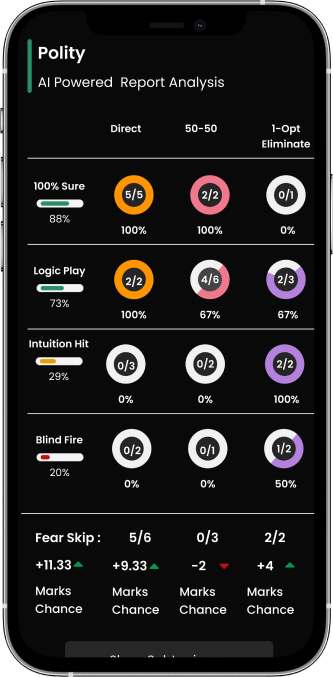 Polity
AI Powered Report Analysis
Direct 50-50 1-Opt
Eliminate
100% Sure 5/5 2/2 0/1
88%
100% 100% 0%
Logic Play 2/2 4/6 2/3
73%
100% 67% 67%
Intuition Hit 0/3 0/2 2/2
29%
0% 0% 100%
Blind Fire 0/2 0/1 1/2
20%
0% 0% 50%
Fear Skip : 5/6 0/3 2/2
+11.33 +9.33 -2 +4
Marks Marks Marks Marks
Chance Chance Chance Chance